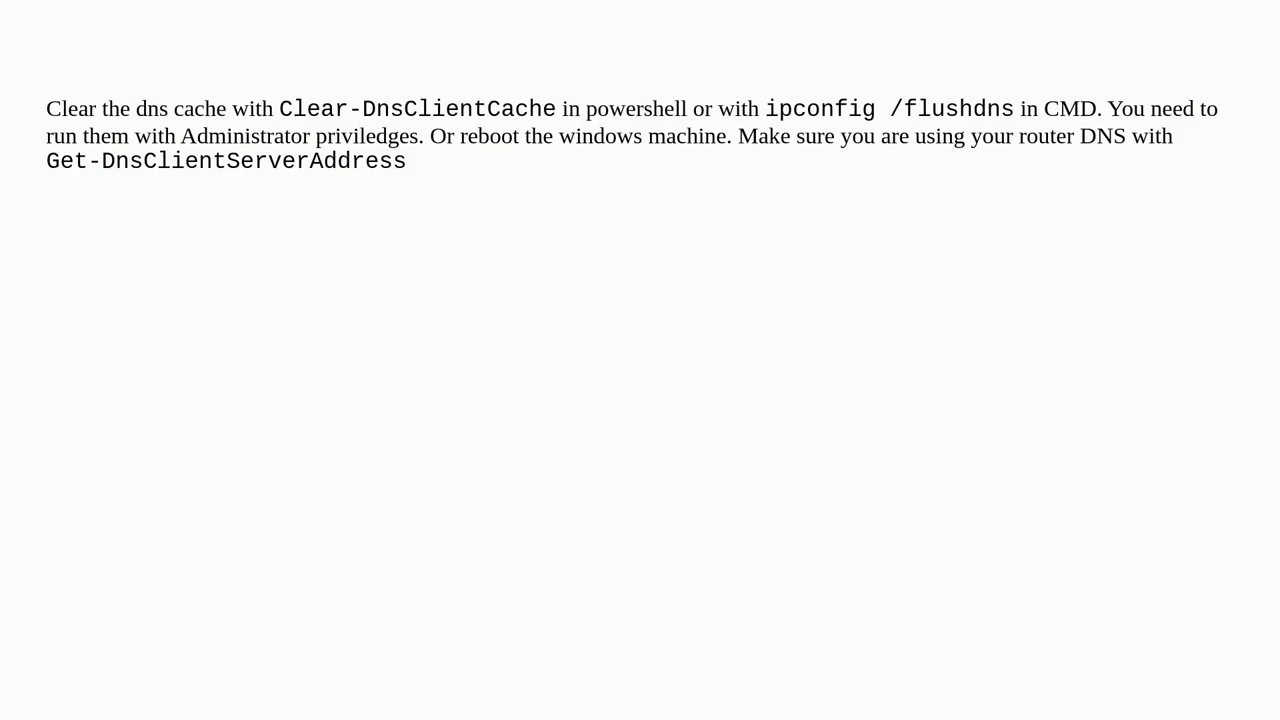 Clear the dns cache with Clear-DnsClientCache in powershell or with ipconfig /flushdns in CMD. You need to
run them with Administrator priviledges. Or reboot the windows machine. Make sure you are using your router DNS with
Get-DnsClientServerAddress